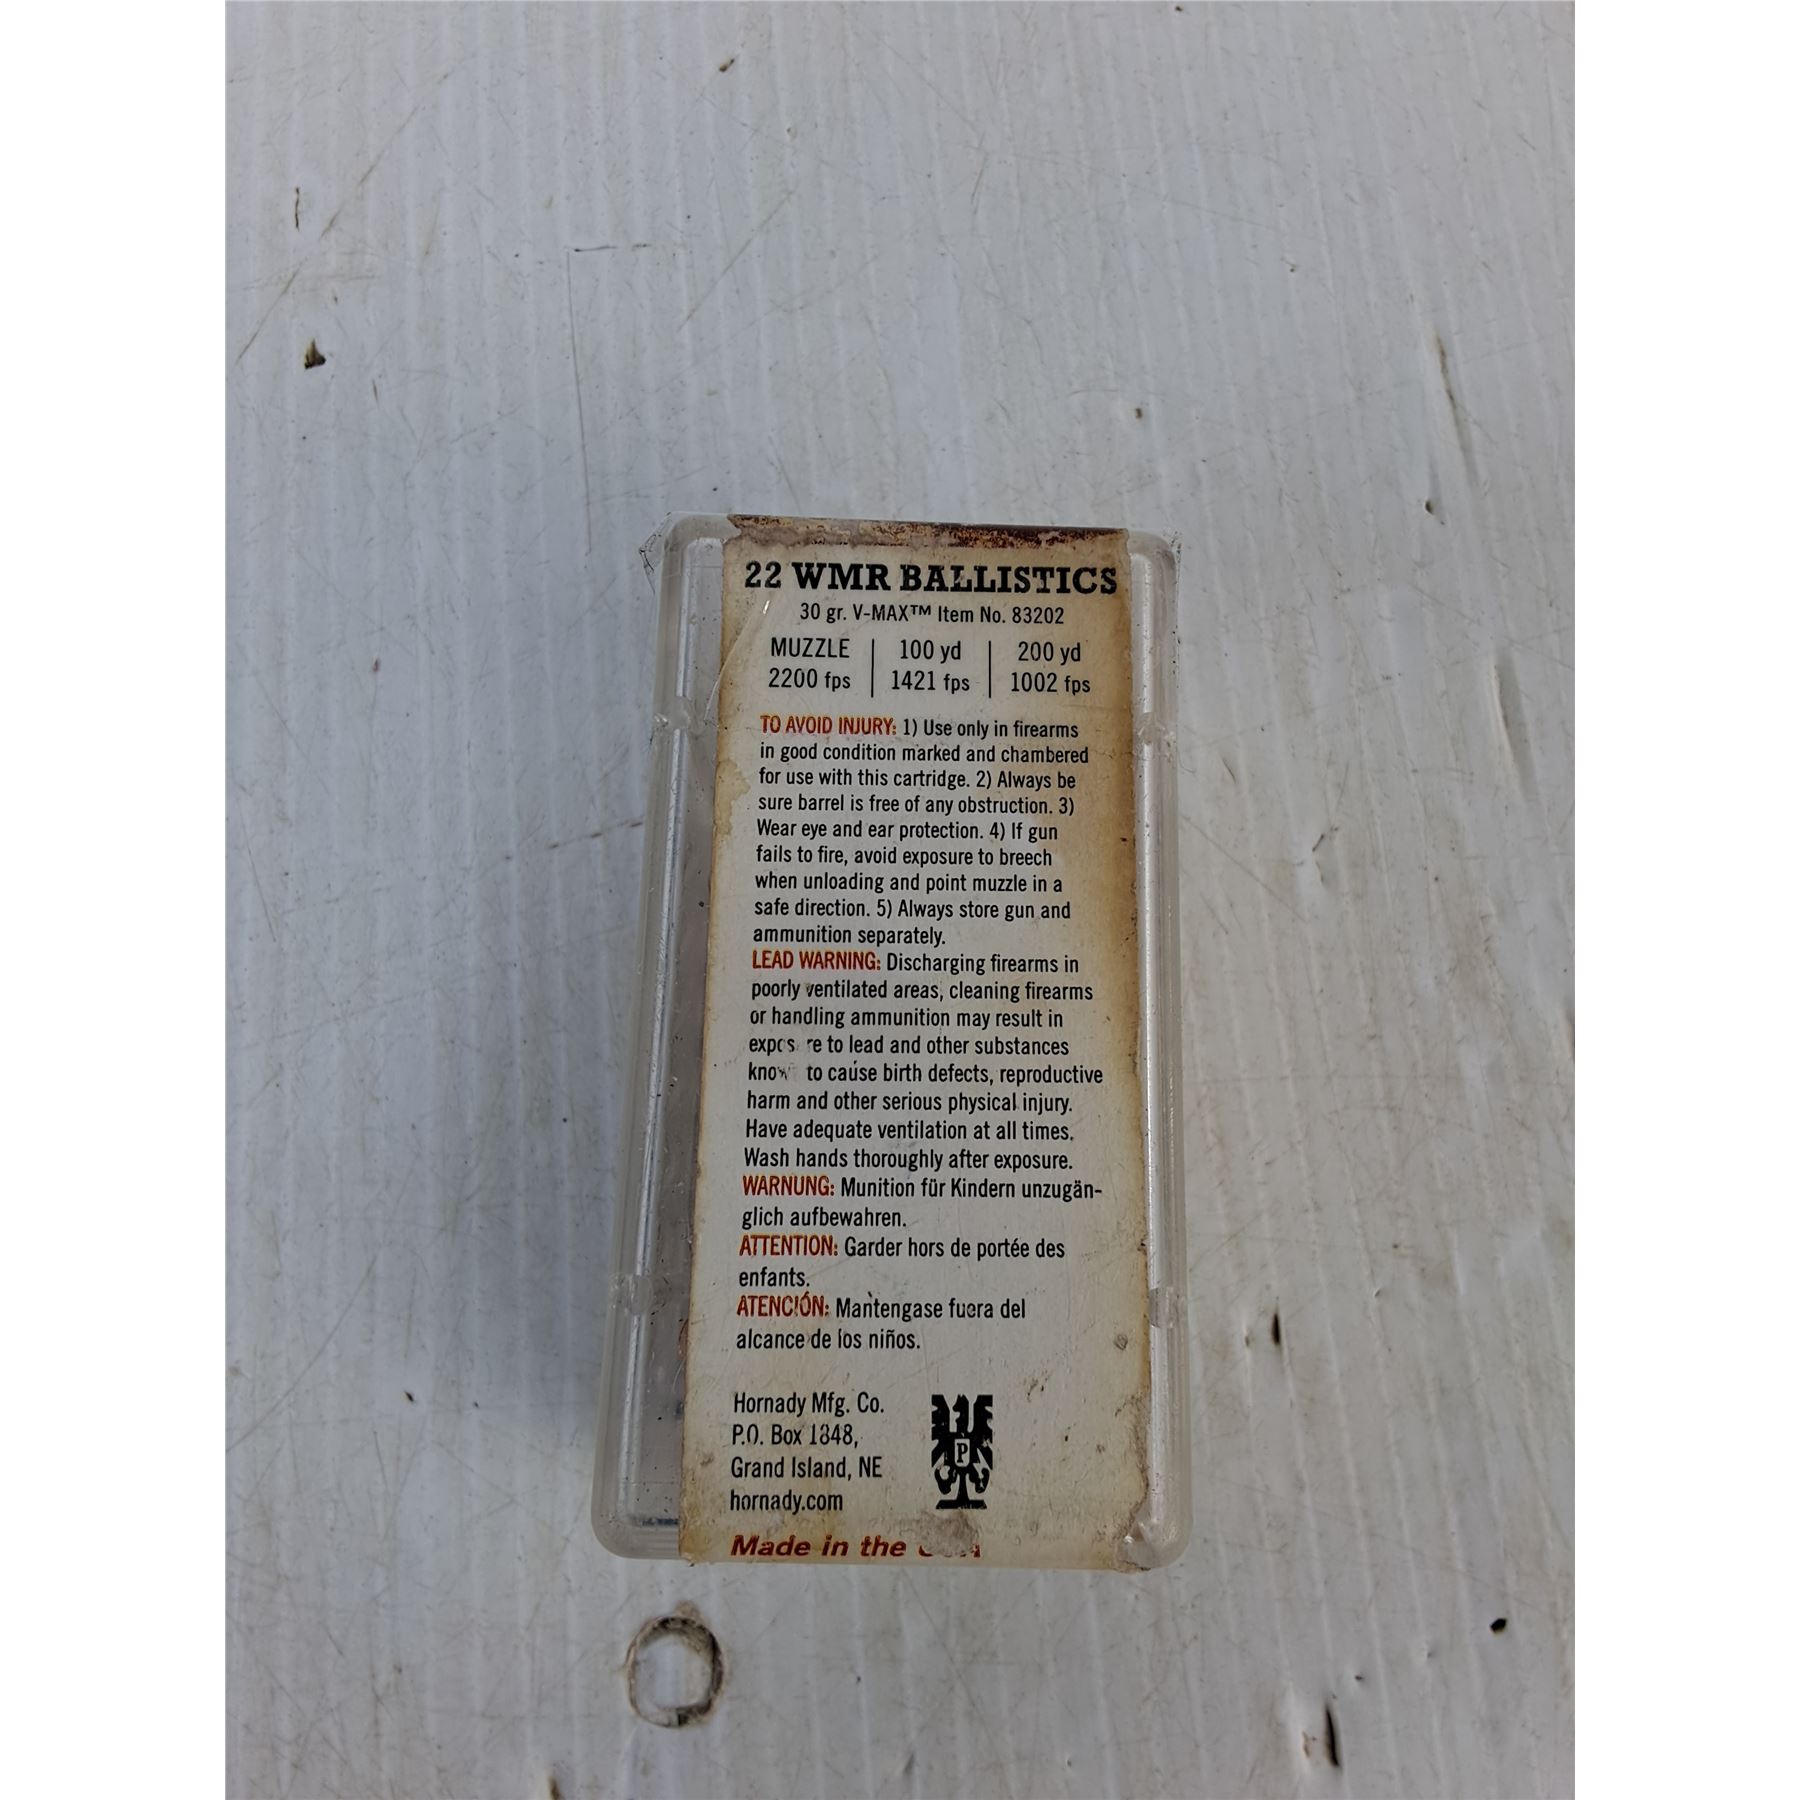 22 WMR BALLISTICS
30 gr. V-MAX™ Item No. 83202
MUZZLE 100 yd 200 yd
2200 fps 1421 fps 1002 fps
TO AVOID INJURY: 1) Use only in firearms
in good condition marked and chambered
for use with this cartridge. 2) Always be
sure barrel is free of any obstruction. 3)
Wear eye and ear protection. 4) If gun
fails to fire, avoid exposure to breech
when unloading and point muzzle in a
safe direction. 5) Always store gun and
ammunition separately.
LEAD WARNING: Discharging firearms in
poorly ventilated areas, cleaning firearms
or handling ammunition may result in
to lead and other substances
to cause birth defects, reproductive
harm and other serious physical injury.
Have adequate ventilation at all times.
Wash hands thoroughly after exposure.
WARNUNG: Munition für Kindern unzugän-
glich aufbewahren.
ATTENTION: Garder hors de portée des
enfants.
ATENCIÓN: Mantengase fuera del
alcance de los niños.
Hornady Mfg. Co.
P.O. Box 1848,
Grand Island, NE
hornady.com
P
Made in the